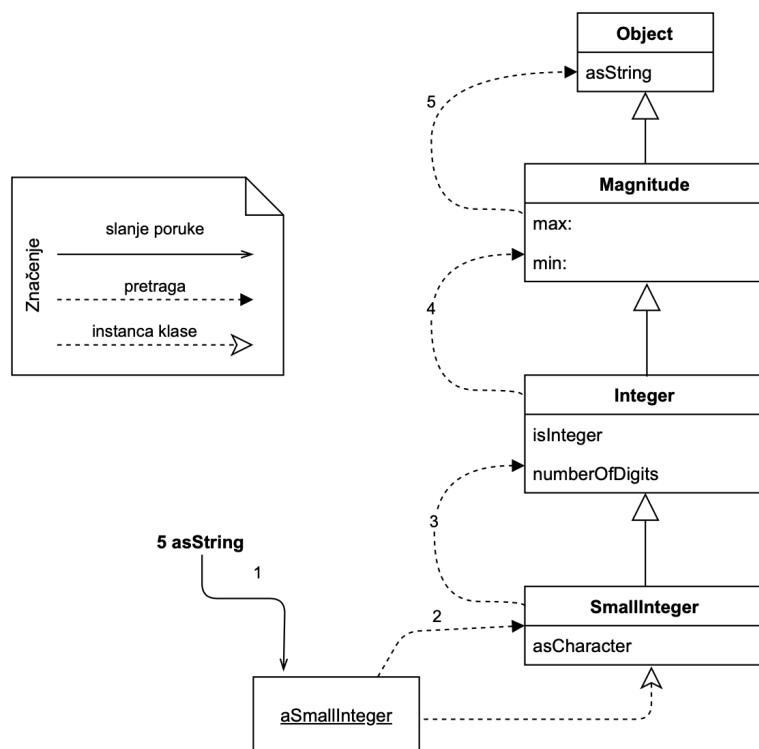 Object
asString
5
Magnitude
max:
min:
Značenje
slanje poruke
pretraga
instanca klase
4
Integer
isInteger
numberOfDigits
3
5 asString
1
SmallInteger
asCharacter
2
aSmallInteger